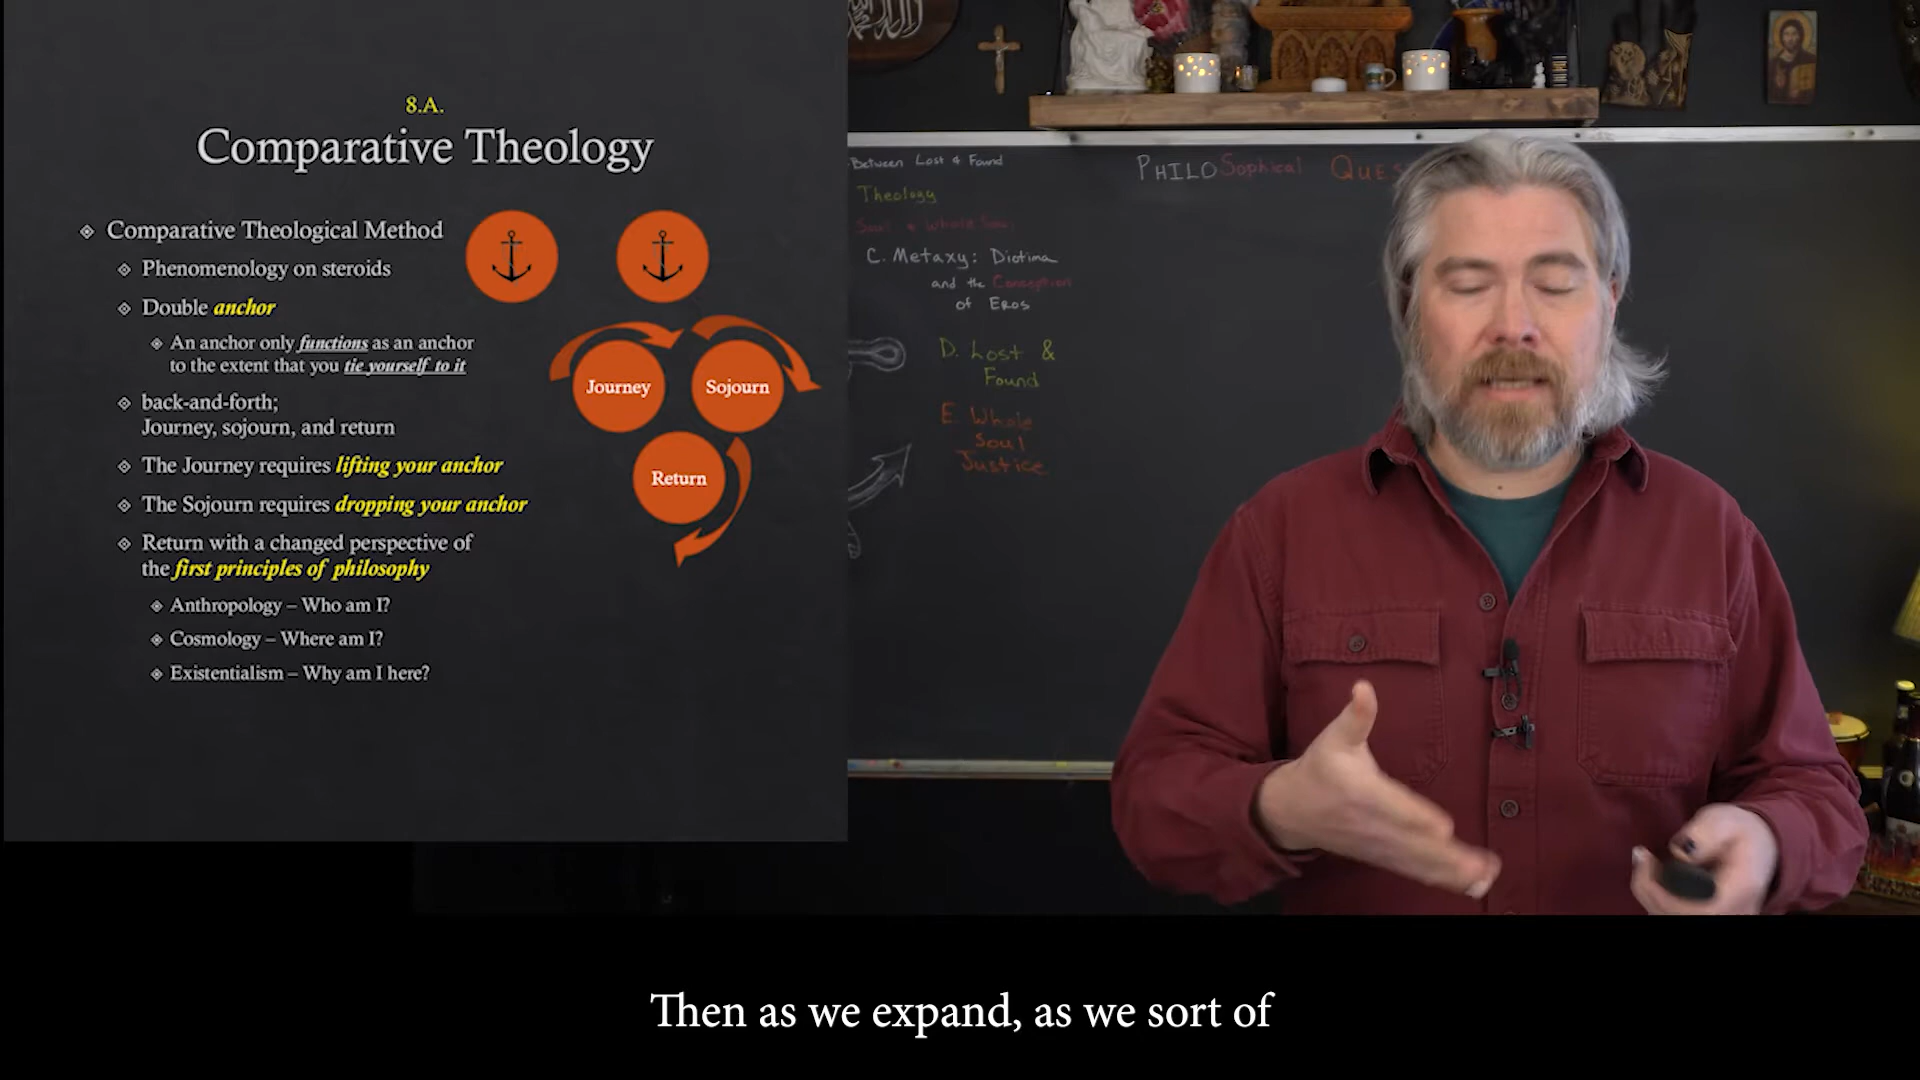 8.A.
Comparative Theology
Comparative Theological Method
Phenomenology on steroids
Double anchor
An anchor only functions as an anchor
to the extent that you tie yourself to it
back-and-forth;
Journey, sojourn, and return
The Journey requires lifting your anchor
The Sojourn requires dropping your anchor
Return with a changed perspective of
the first principles of philosophy
Anthropology – Who am I?
Cosmology – Where am I?
Existentialism – Why am I here?
Journey
Sojourn
Return
Between Lost & Found
Theology
C. Metaxy: Diotima
and the Conception
of Eros
D. Lost &
Found
E. Whole
Soul
Justice
PHILOSophical QUES
Then as we expand, as we sort of